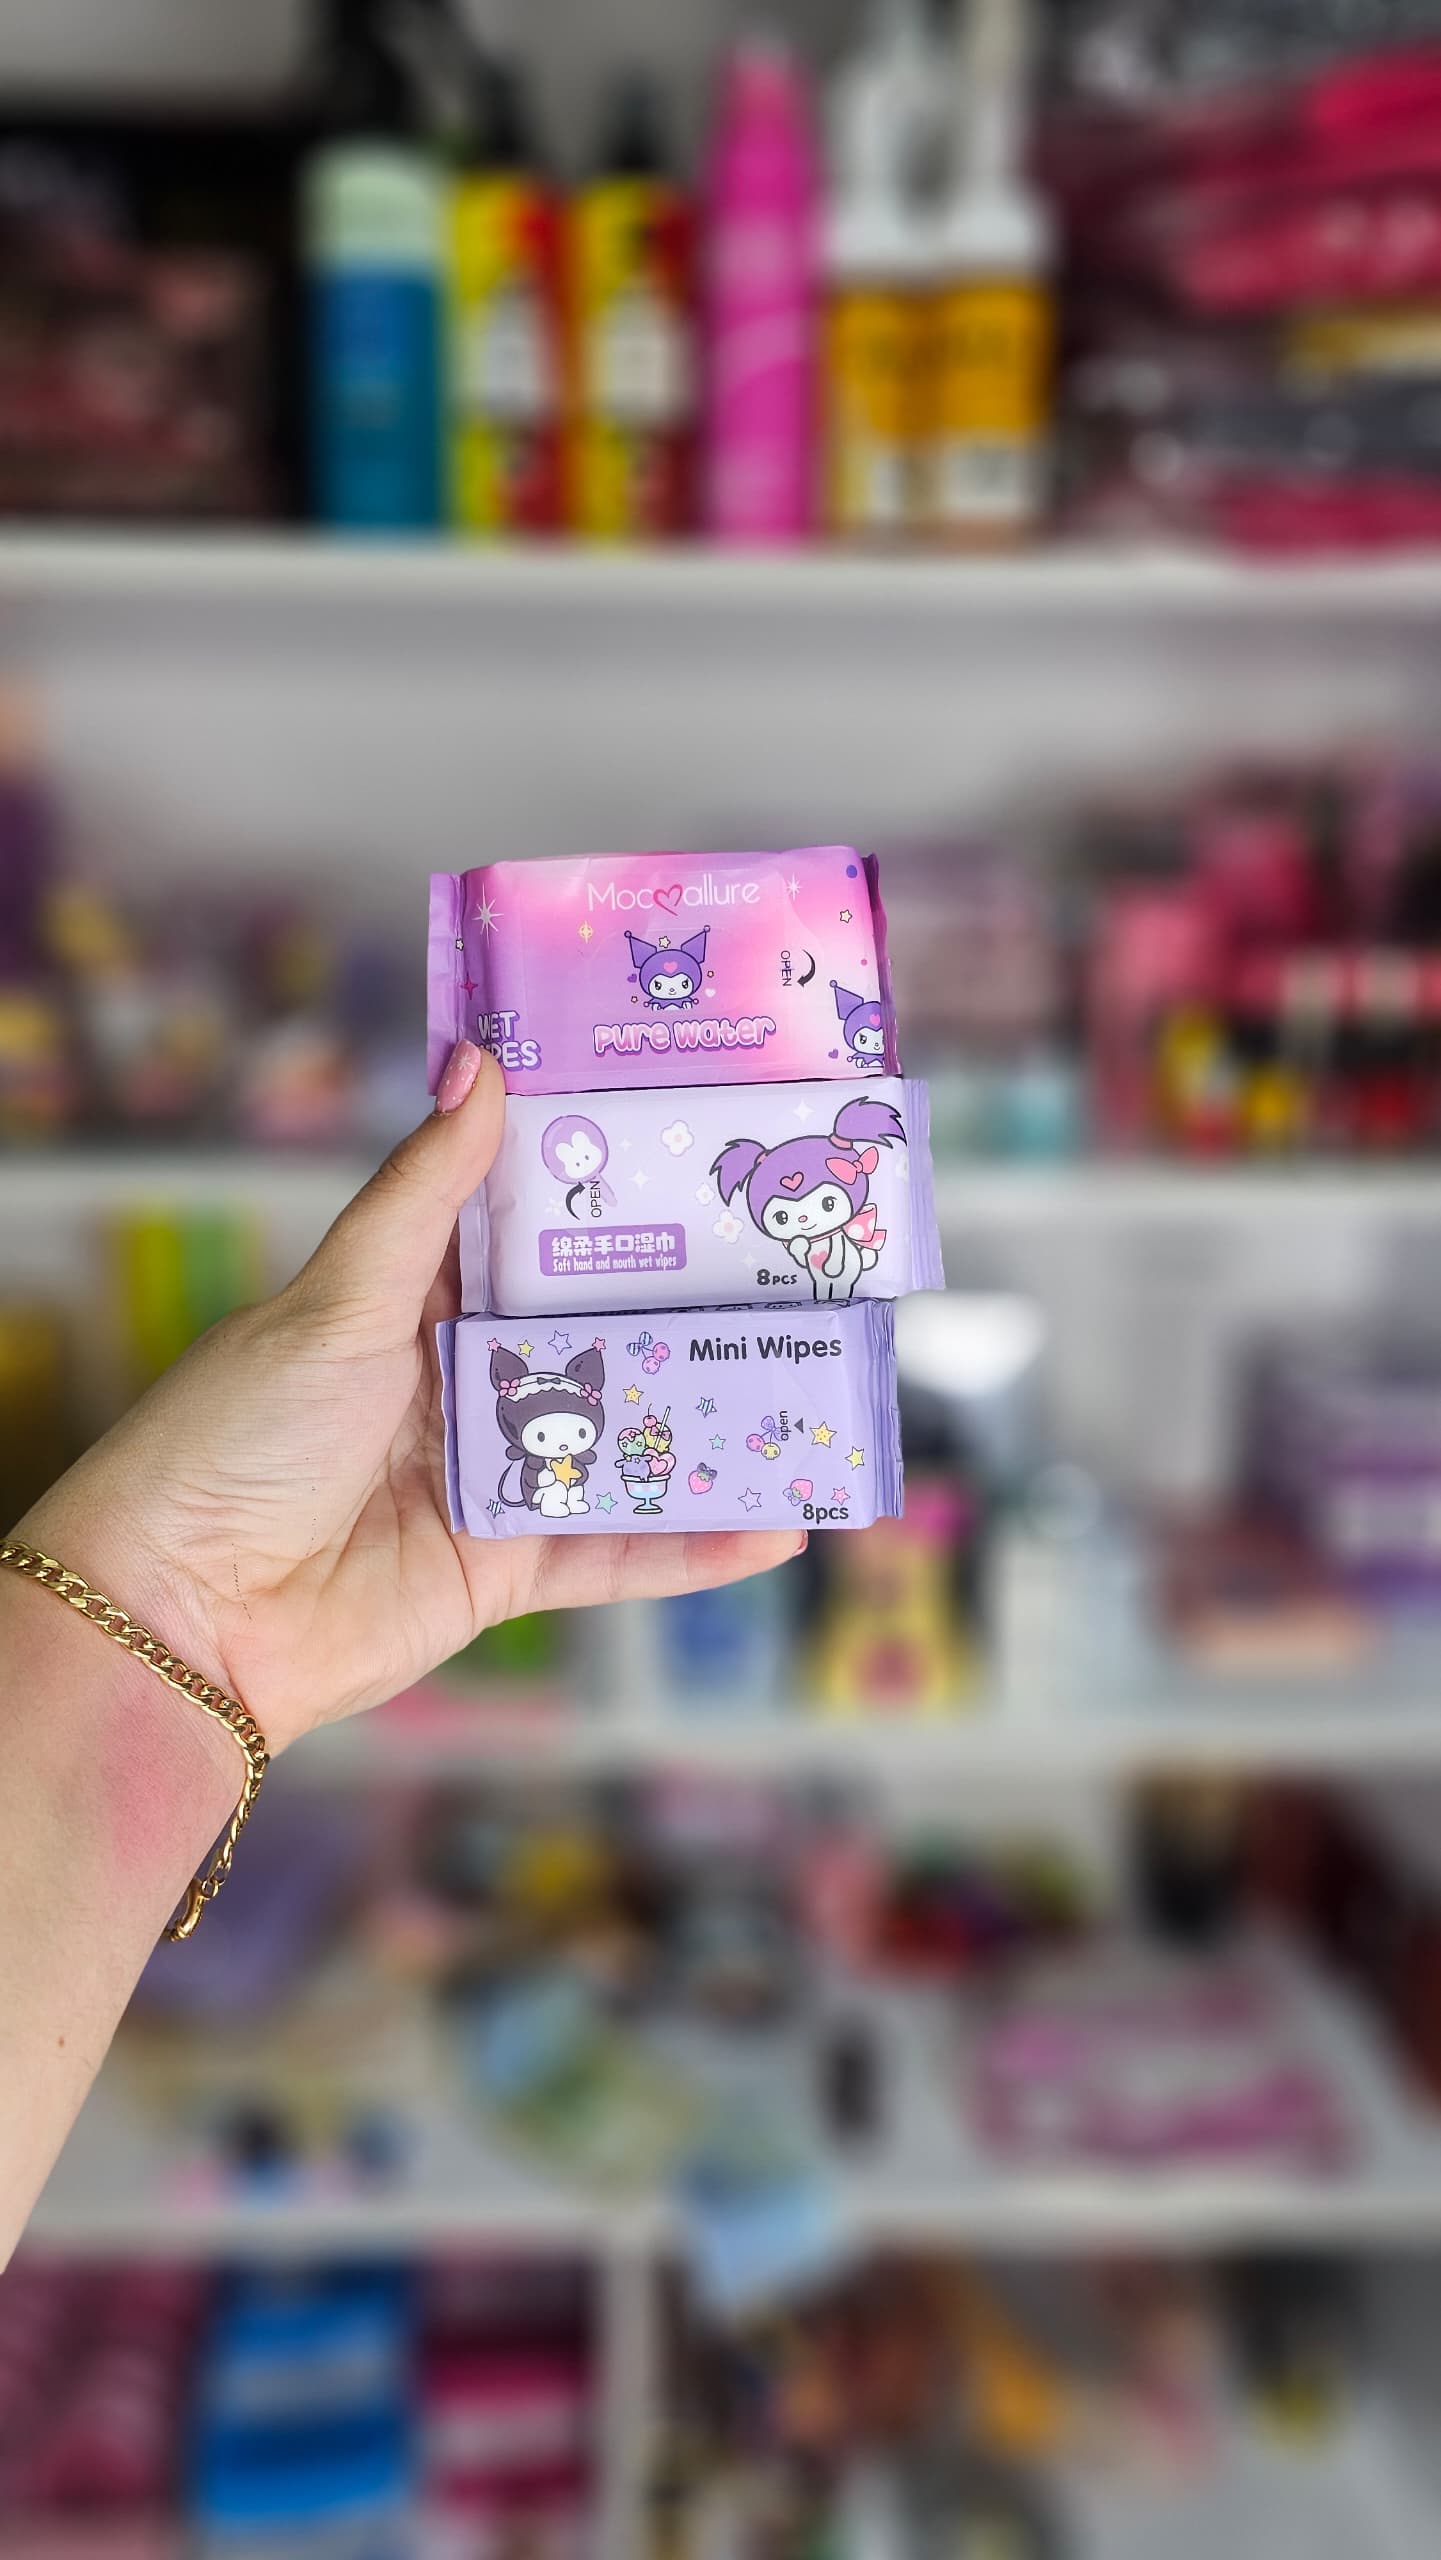 Mocallure
OPEN
WET
WIPES
pure water
OPEN
绵柔手口湿巾
Soft hand and mouth wet wipes
8PCS
Mini Wipes
open
8pcs